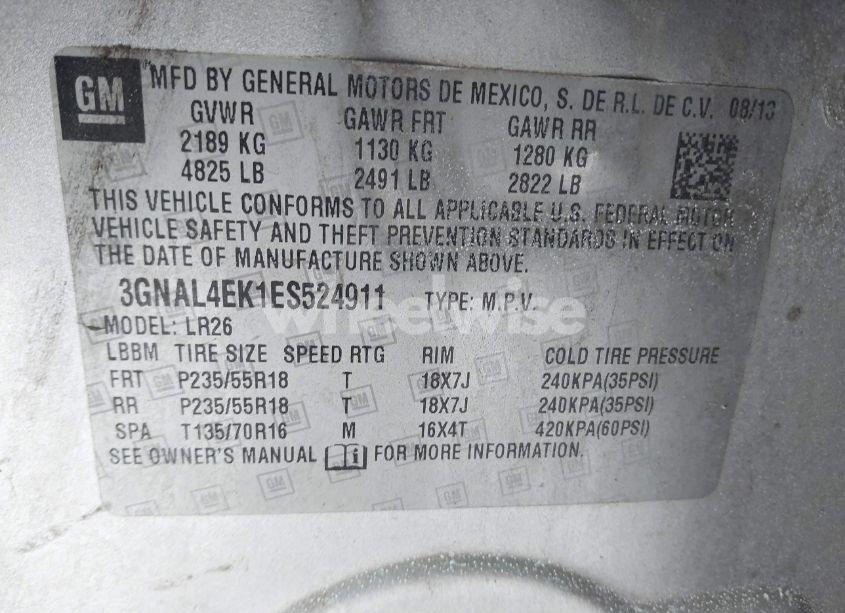 GM MFD BY GENERAL MOTORS DE MEXICO, S. DE R.L. DE C.V. 08/13
GVWR GAWR FRT GAWR RR
2189 KG 1130 KG 1280 KG
4825 LB 2491 LB 2822 LB
THIS VEHICLE CONFORMS TO ALL APPLICABLE U.S. FEDERAL MOTOR
VEHICLE SAFETY AND THEFT PREVENTION STANDARDS IN EFFECT ON
THE DATE OF MANUFACTURE SHOWN ABOVE.
3GNAL4EK1ES524911 TYPE: M.P.V.
wheelwise
MODEL: LR26
LBBM TIRE SIZE SPEED RTG RIM COLD TIRE PRESSURE
FRT P235/55R18 T 18X7J 240KPA(35PSI)
RR P235/55R18 T 18X7J 240KPA(35PSI)
SPA T135/70R16 M 16X4T 420KPA(60PSI)
SEE OWNER'S MANUAL i FOR MORE INFORMATION.